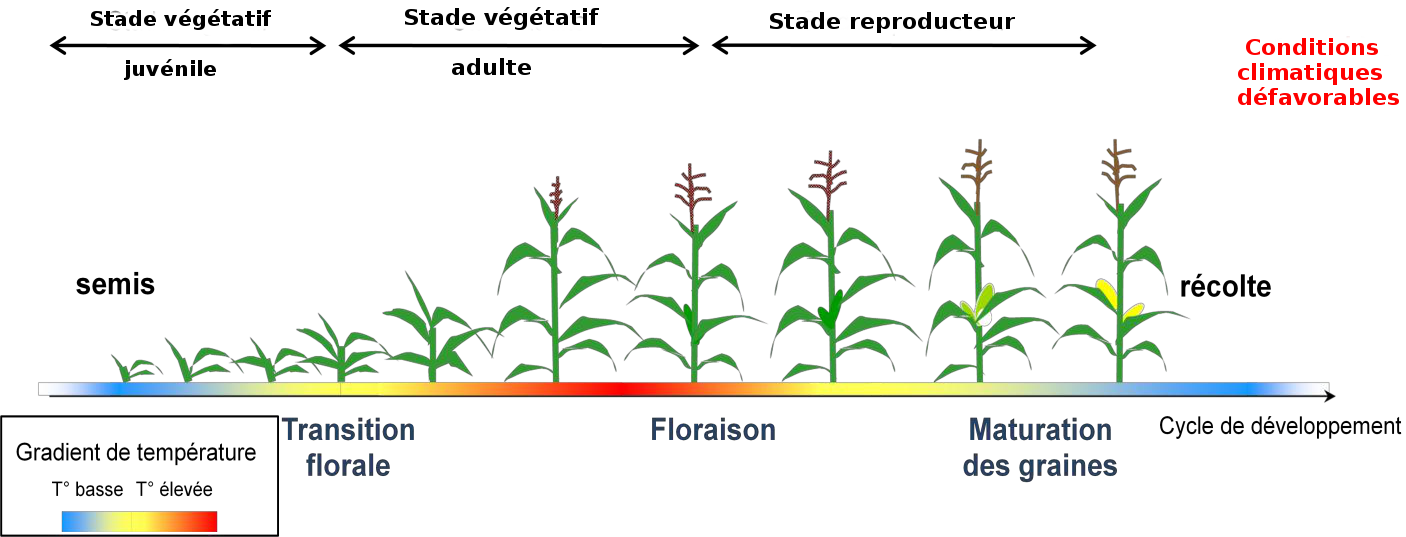 Stade végétatif
juvénile
Stade végétatif
adulte
Stade reproducteur
Conditions
climatiques
défavorables
semis
récolte
Transition
florale
Floraison
Maturation
des graines
Cycle de développement
Gradient de température
T° basse T° élevée